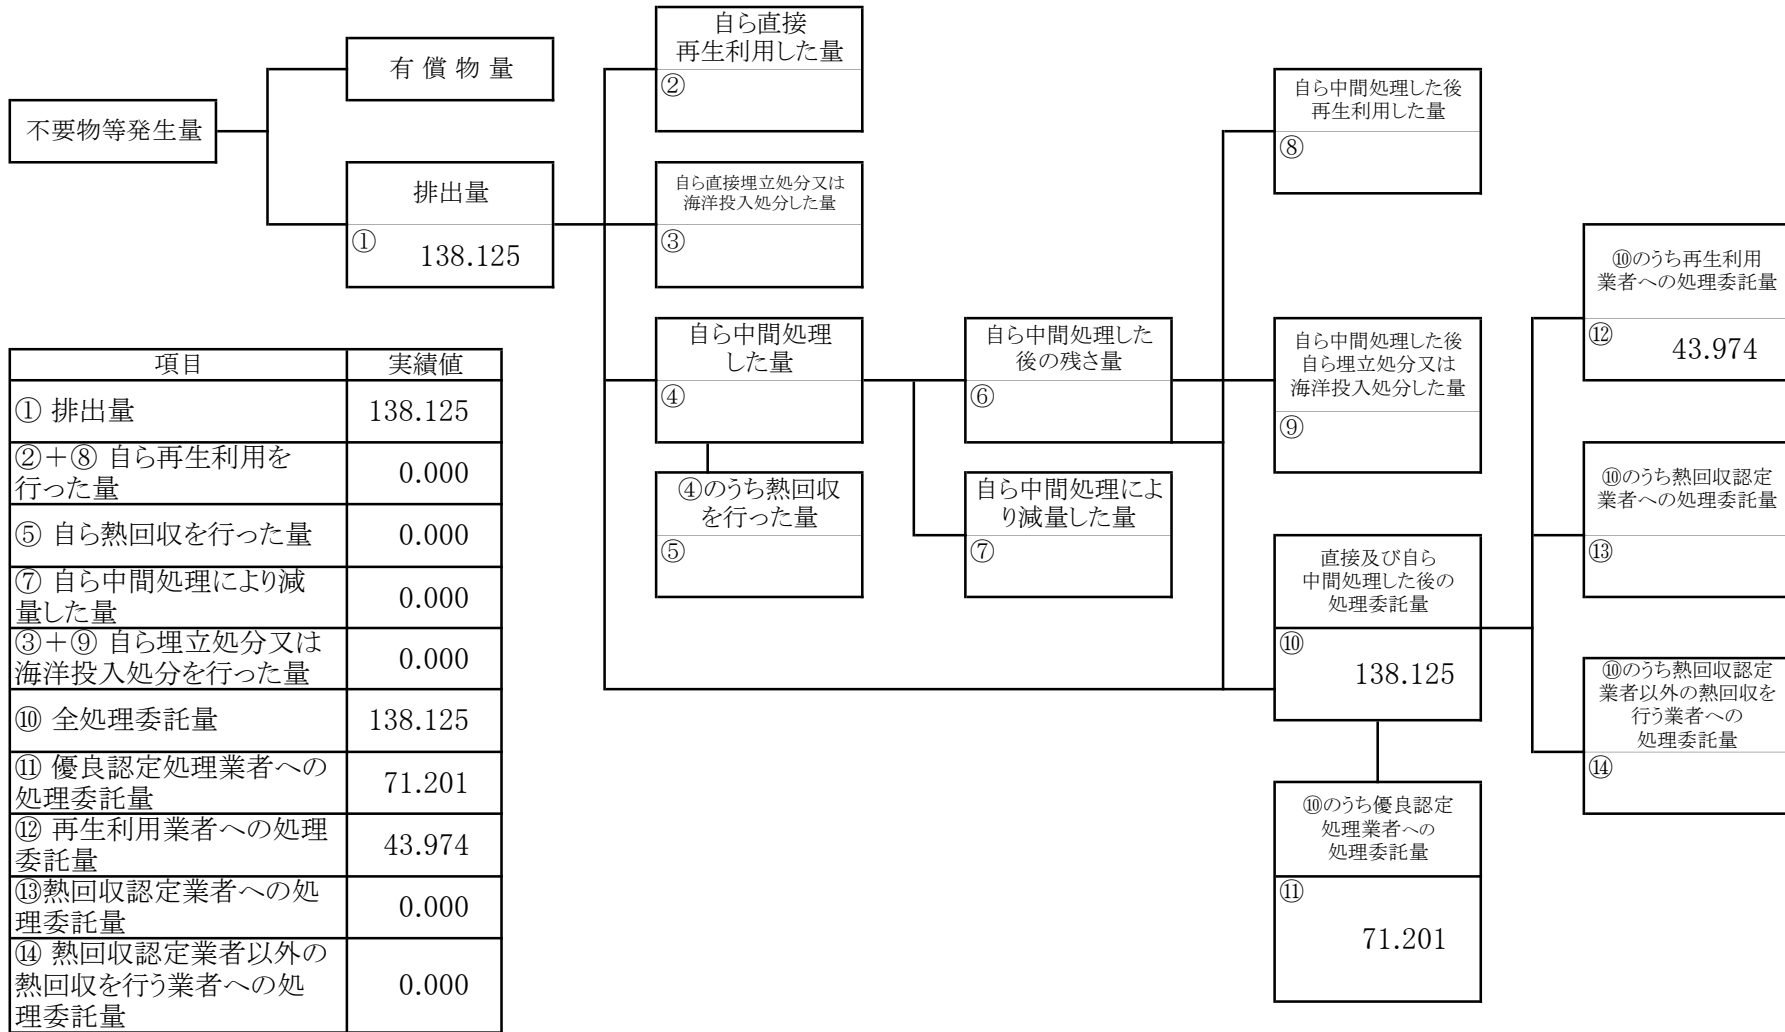 不要物等発生量
有償物量
排出量
①
138.125
自ら直接
再生利用した量
②
自ら直接埋立処分又は
海洋投入処分した量
③
自ら中間処理
した量
④
④のうち熱回収
を行った量
⑤
自ら中間処理した
後の残さ量
⑥
自ら中間処理によ
り減量した量
⑦
自ら中間処理した後
再生利用した量
⑧
自ら中間処理した後
自ら埋立処分又は
海洋投入処分した量
⑨
直接及び自ら
中間処理した後の
処理委託量
⑩
138.125
⑩のうち優良認定
処理業者への
処理委託量
⑪
71.201
⑩のうち再生利用
業者への処理委託量
⑫
43.974
⑩のうち熱回収認定
業者への処理委託量
⑬
⑩のうち熱回収認定
業者以外の熱回収を
行う業者への
処理委託量
⑭
項目 実績値
① 排出量 138.125
②+⑧ 自ら再生利用を
行った量 0.000
⑤ 自ら熱回収を行った量 0.000
⑦ 自ら中間処理により減
量した量 0.000
③+⑨ 自ら埋立処分又は
海洋投入処分を行った量 0.000
⑩ 全処理委託量 138.125
⑪ 優良認定処理業者への
処理委託量 71.201
⑫ 再生利用業者への処理
委託量 43.974
⑬熱回収認定業者への処
理委託量 0.000
⑭ 熱回収認定業者以外の
熱回収を行う業者への処
理委託量 0.000